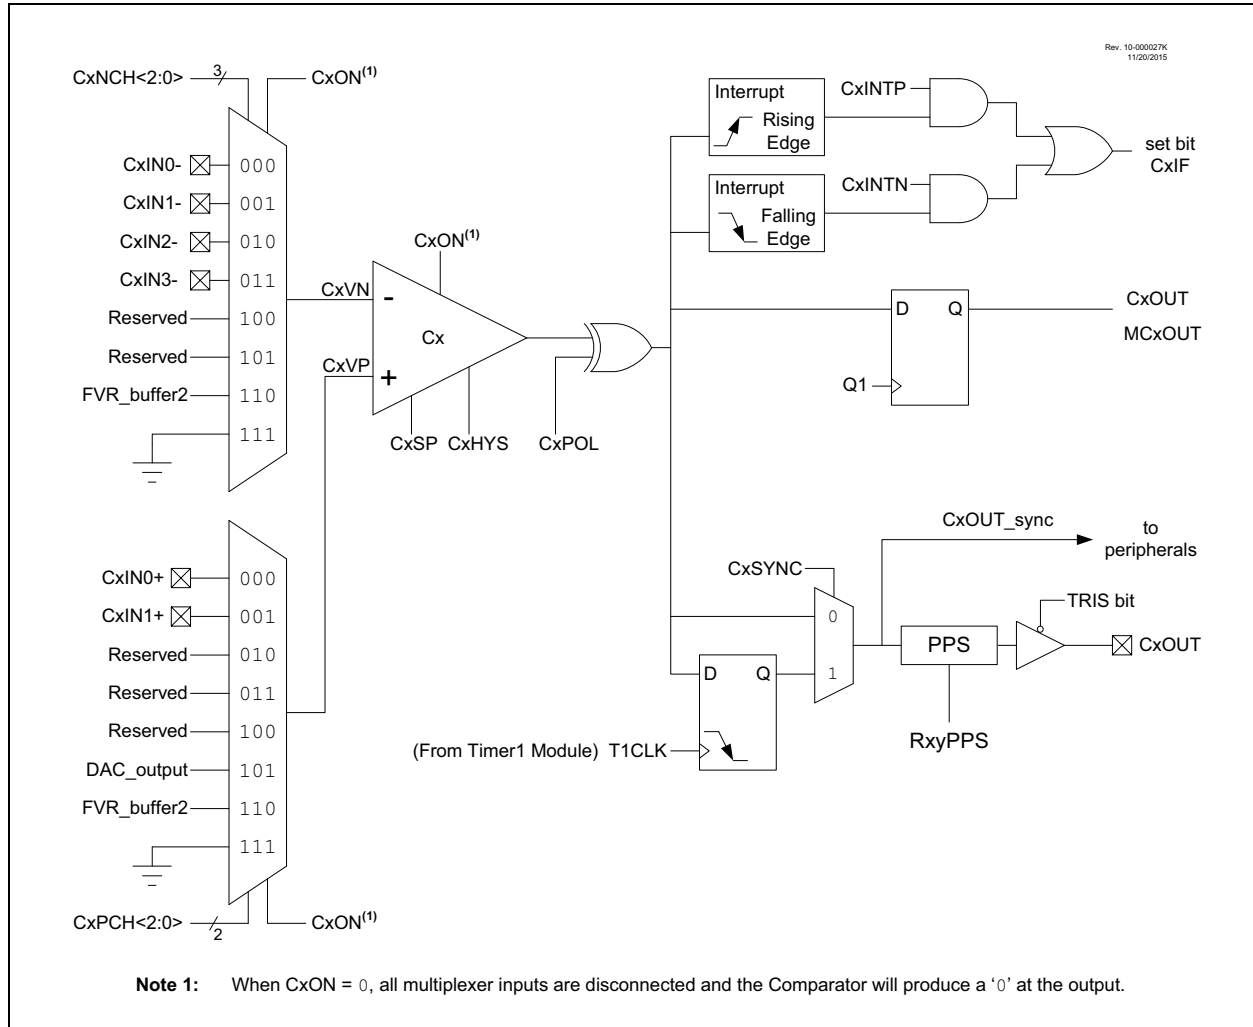 Rev. 10-000027K
11/20/2015
CxNCH<2:0>
3
CxON(1)
CxIN0-
000
CxIN1-
001
CxIN2-
010
CxIN3-
011
Reserved
100
Reserved
101
FVR_buffer2
110
111
CxVN
-
CxON(1)
Cx
CxVP
+
CxSP
CxHYS
CxPOL
Interrupt
Rising
Edge
CxINTP
Interrupt
Falling
Edge
CxINTN
set bit
CxIF
D
Q
Q1
CxOUT
MCxOUT
CxIN0+
000
CxIN1+
001
Reserved
010
Reserved
011
Reserved
100
DAC_output
101
FVR_buffer2
110
111
CxPCH<2:0>
2
CxON(1)
CxOUT_sync
to
peripherals
CxSYNC
0
1
TRIS bit
PPS
CxOUT
RxyPPS
D
Q
(From Timer1 Module) T1CLK
Note 1: When CxON = 0, all multiplexer inputs are disconnected and the Comparator will produce a ‘0’ at the output.